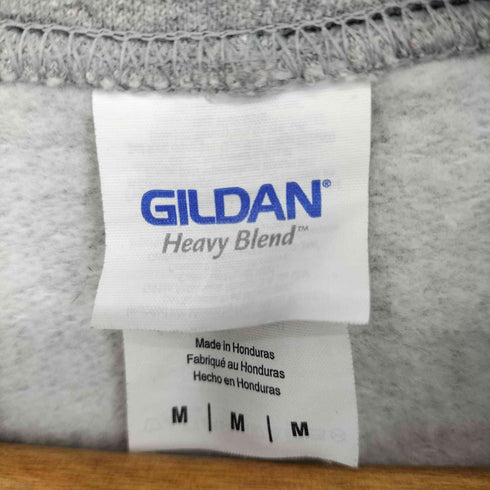 GILDAN®
Heavy Blend™
Made in Honduras
Fabriqué au Honduras
Hecho en Honduras
M | M | M